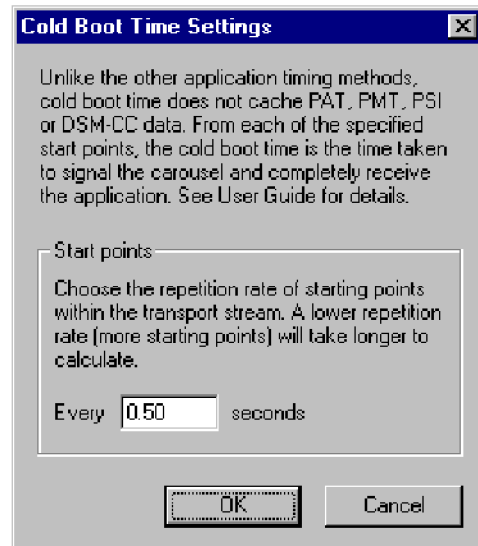 Cold Boot Time Settings
Unlike the other application timing methods,
cold boot time does not cache PAT, PMT, PSI
or DSM-CC data. From each of the specified
start points, the cold boot time is the time taken
to signal the carousel and completely receive
the application. See User Guide for details.
Start points
Choose the repetition rate of starting points
within the transport stream. A lower repetition
rate (more starting points) will take longer to
calculate.
Every 0.50 seconds
OK Cancel